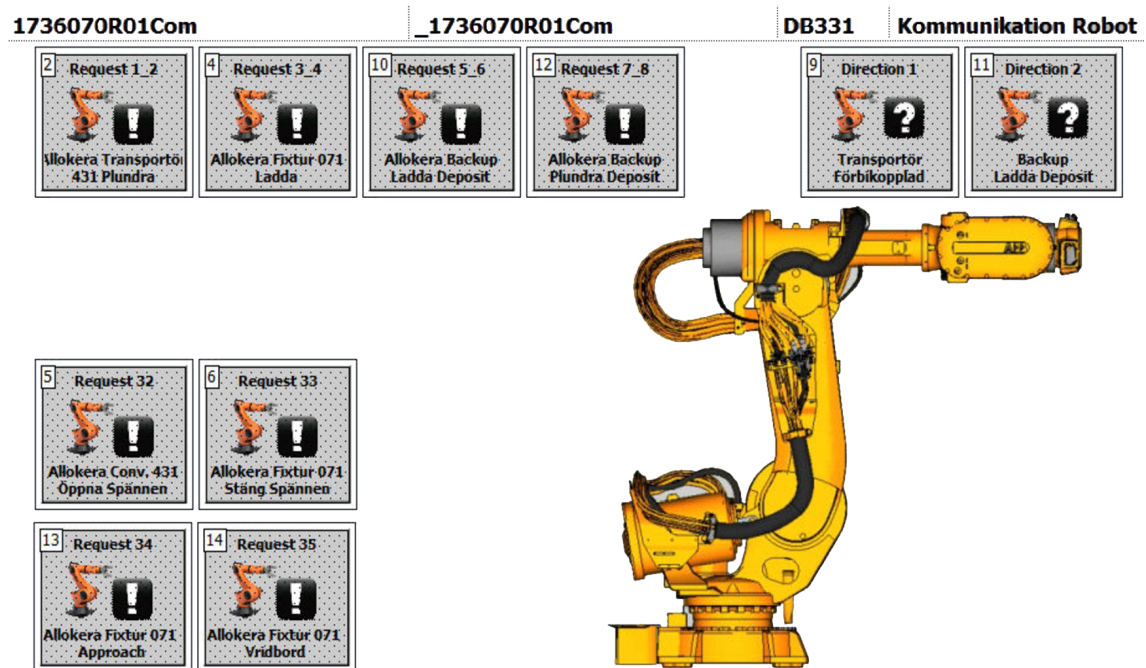 1736070R01Com _1736070R01Com DB331 Kommunikation Robot
2 Request 1_2
Allokera Transportör
431 Plundra
4 Request 3_4
Allokera Fixtur 071
Ladda
10 Request 5_6
Allokera Backup
Ladda Deposit
12 Request 7_8
Allokera Backup
Plundra Deposit
9 Direction 1
?
Transportör
Förbikopplad
11 Direction 2
?
Backup
Ladda Deposit
ABB
5 Request 32
!
Allokera Conv. 431
Öppna Spännen
6 Request 33
!
Allokera Fixtur 071
Stäng Spännen
13 Request 34
!
Allokera Fixtur 071
Approach
14 Request 35
!
Allokera Fixtur 071
Vridbord